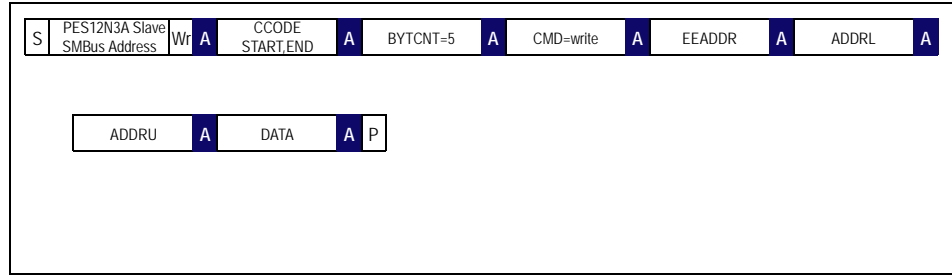 S PES12N3A Slave SMBus Address Wr A CCODE START,END A BYTCNT=5 A CMD=write A EEADDR A ADDRL A
ADDRU A DATA A P